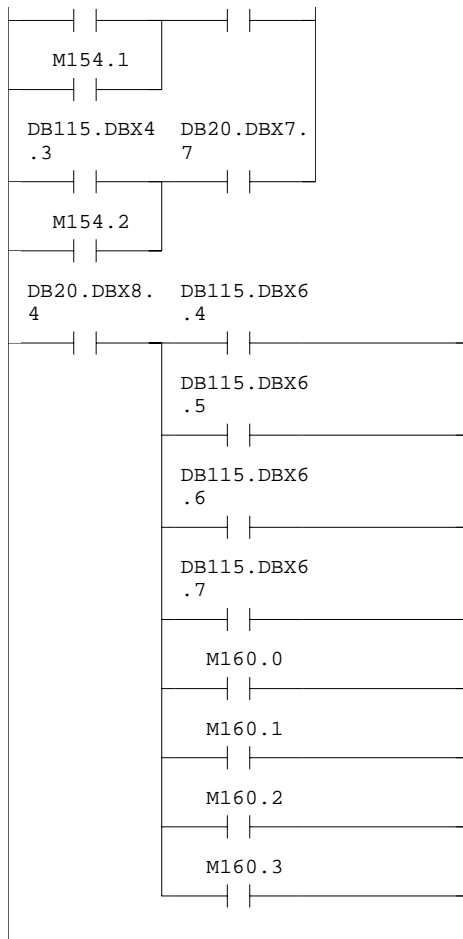 M154.1
DB115.DBX4 DB20.DBX7.
.3 7
M154.2
DB20.DBX8. DB115.DBX6
4 .4
DB115.DBX6
.5
DB115.DBX6
.6
DB115.DBX6
.7
M160.0
M160.1
M160.2
M160.3